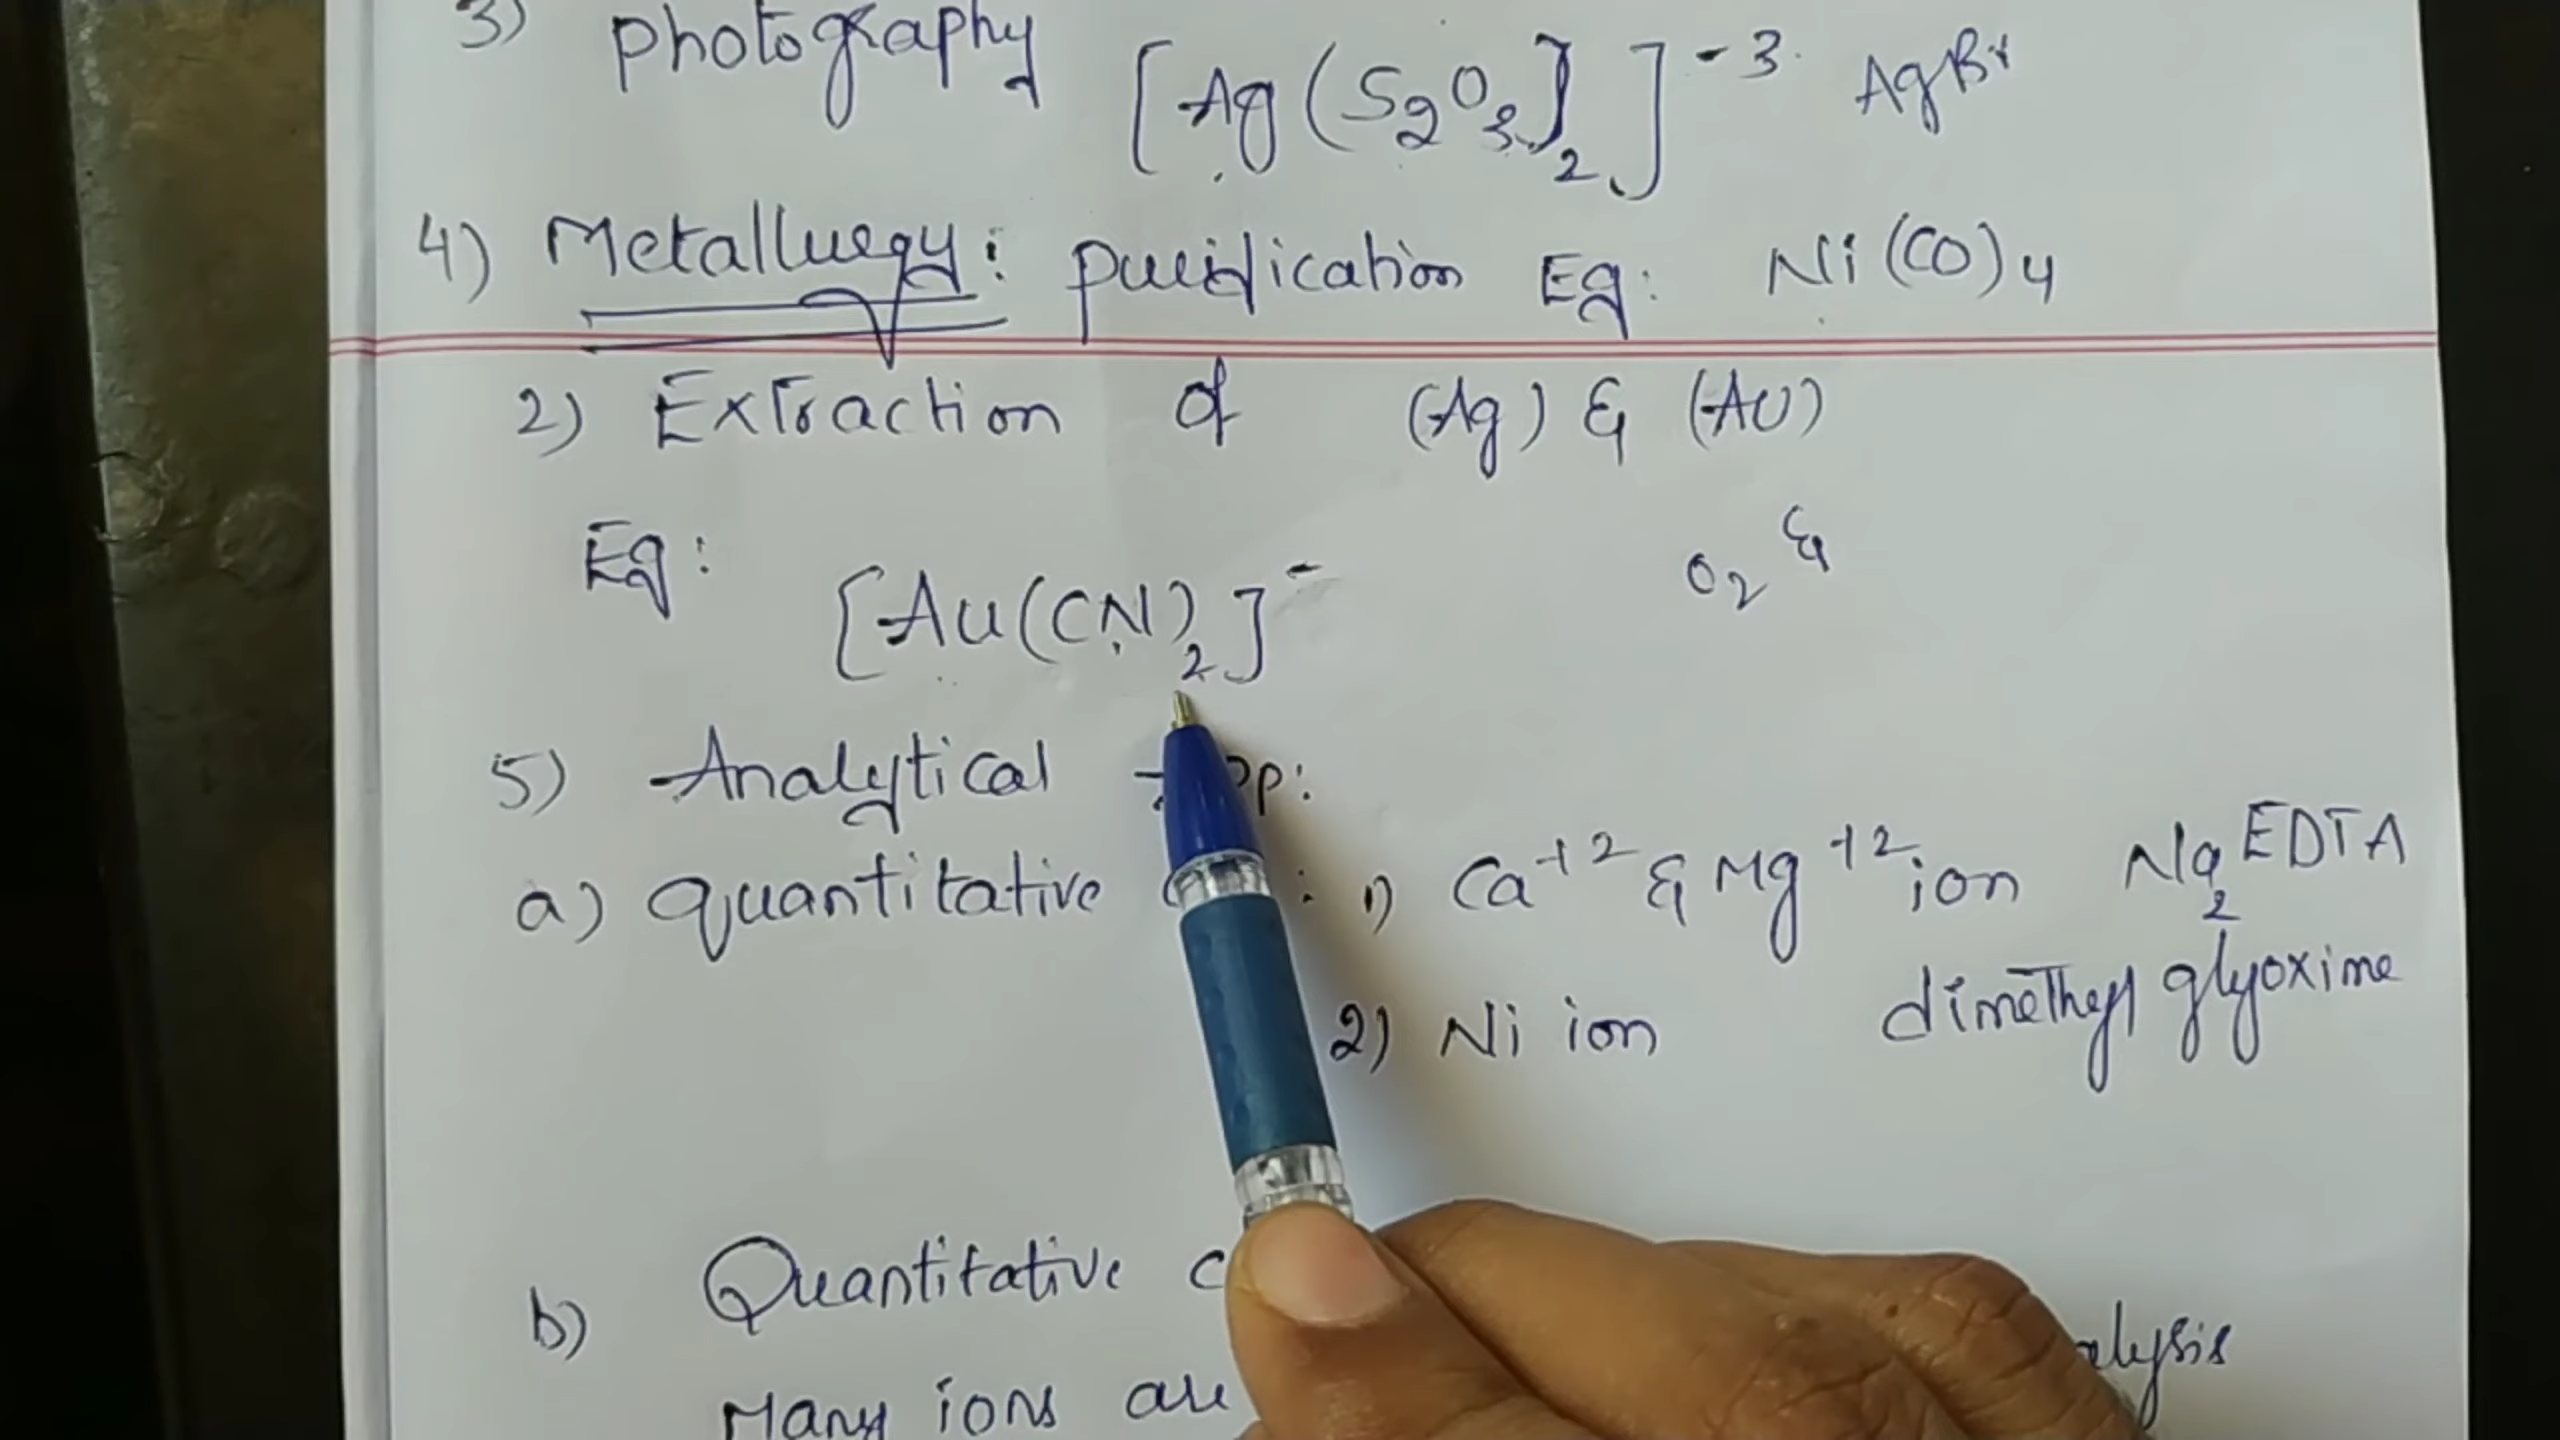 3) Photography [Ag(S2O3)2]-3. AgBr
4) Metallurgy: purification Eg: Ni(CO)4
2) Extraction of (Ag) & (AU)
Eg: [Au(CN)2]- O2 &
5) Analytical App:
a) quantitative : 1) Ca+2 & Mg+2 ion Na2EDTA
2) Ni ion dimethyl glyoxime
b) Quantitative
Many ions are